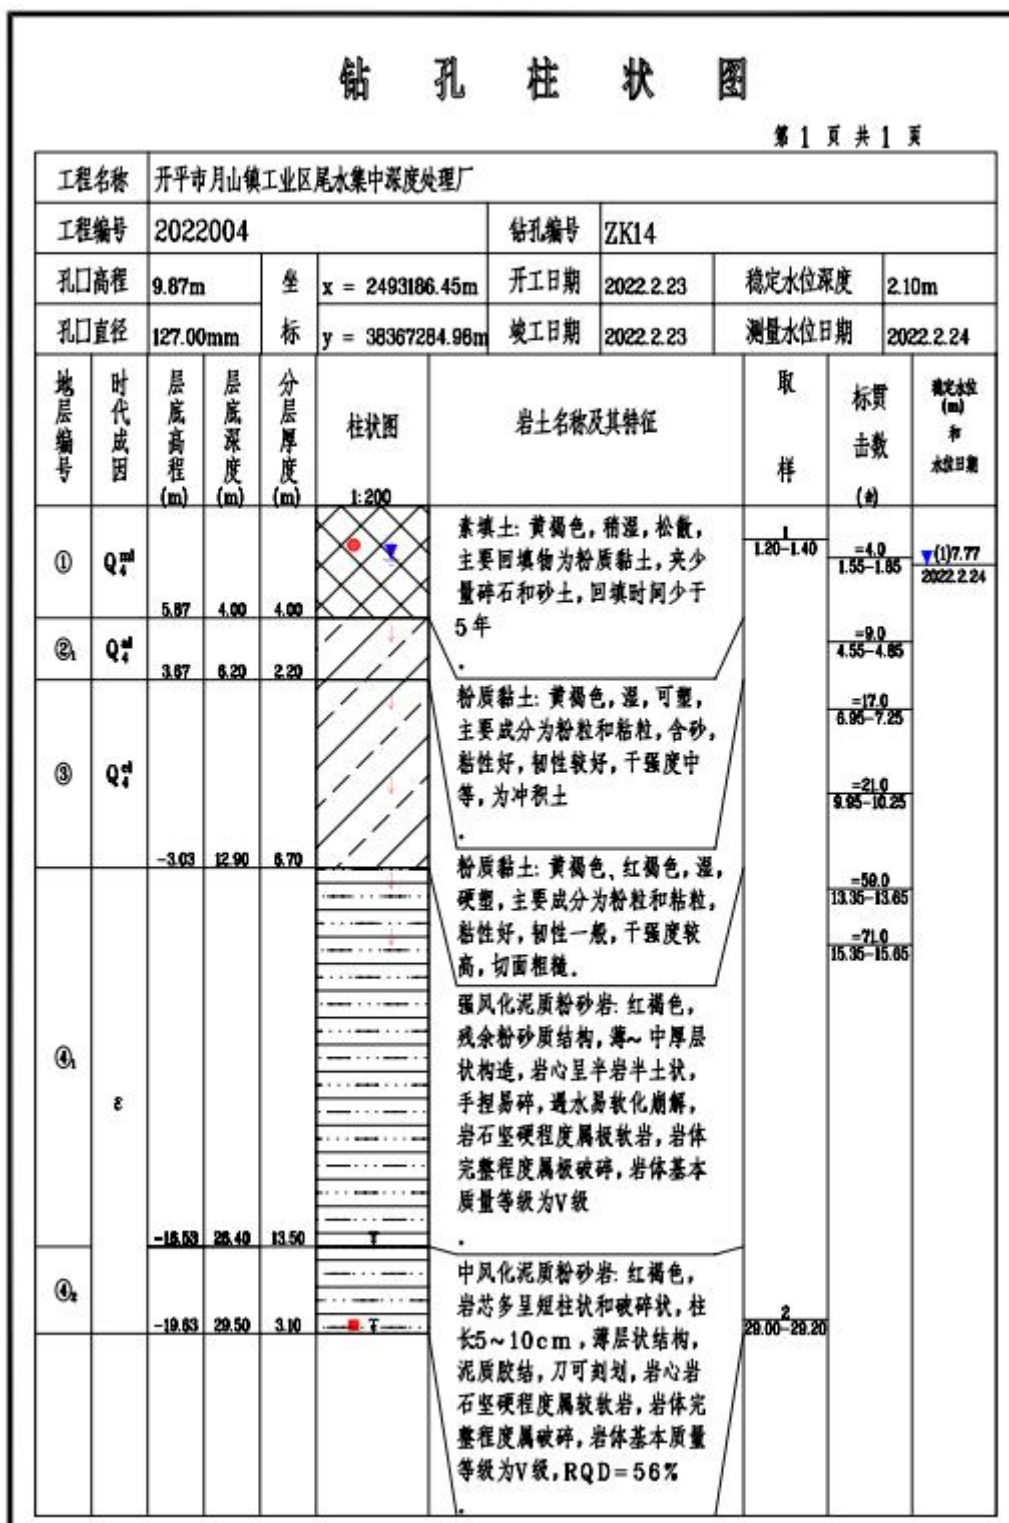 钻孔柱状图
第 1 页 共 1 页
工程名称 开平市月山镇工业区尾水集中深度处理厂
工程编号 2022004 钻孔编号 ZK14
孔口高程 9.87m 坐 x = 2493186.45m 开工日期 2022.2.23 稳定水位深度 2.10m
孔口直径 127.00mm 标 y = 38367284.98m 竣工日期 2022.2.23 测量水位日期 2022.2.24
地层编号 时代成因 层底高程(m) 层底深度(m) 分层厚度(m) 柱状图 1:200 岩土名称及其特征 取样 标贯击数(击) 稳定水位(m)和水位日期
① Q₄ᵐˡ 5.87 4.00 4.00
素填土: 黄褐色, 稍湿, 松散,
主要回填物为粉质黏土, 夹少
量碎石和砂土, 回填时间少于
5年
.
1
1.20-1.40
=4.0
1.55-1.85
(1)7.77
2022.2.24
②₁ Q₄ᵃˡ 3.67 6.20 2.20
粉质黏土: 黄褐色, 湿, 可塑,
主要成分为粉粒和粘粒, 含砂,
黏性好, 韧性较好, 干强度中
等, 为冲积土
.
=9.0
4.55-4.85
=17.0
6.95-7.25
③ Q₄ᵉˡ -3.03 12.90 6.70
粉质黏土: 黄褐色、红褐色, 湿,
硬塑, 主要成分为粉粒和粘粒,
黏性好, 韧性一般, 干强度较
高, 切面粗糙.
=21.0
9.95-10.25
=59.0
13.35-13.65
=71.0
15.35-15.65
④₁ ε -16.53 26.40 13.50
强风化泥质粉砂岩: 红褐色,
残余粉砂质结构, 薄~中厚层
状构造, 岩心呈半岩半土状,
手捏易碎, 遇水易软化崩解,
岩石坚硬程度属极软岩, 岩体
完整程度属极破碎, 岩体基本
质量等级为V级
.
④₂ -19.63 29.50 3.10
中风化泥质粉砂岩: 红褐色,
岩芯多呈短柱状和破碎状, 柱
长5~10cm, 薄层状结构,
泥质胶结, 刀可刻划, 岩心岩
石坚硬程度属较软岩, 岩体完
整程度属破碎, 岩体基本质量
等级为V级, RQD=56%
.
2
29.00-29.20